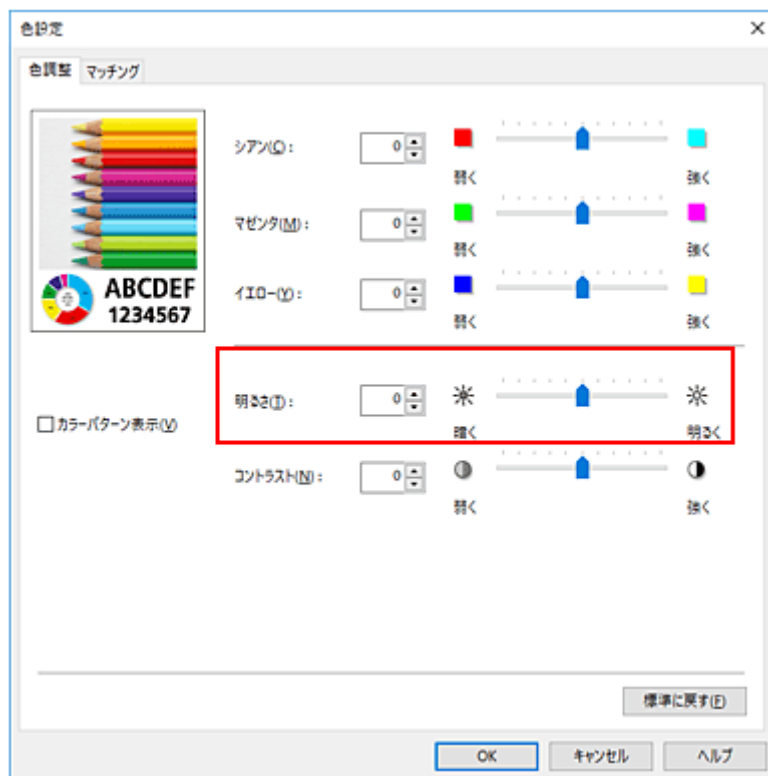 色設定
色調整 マッチング
シアン(C): 0
弱く 強く
マゼンタ(M): 0
弱く 強く
ABCDEF
1234567
イエロー(Y): 0
弱く 強く
明るさ(T): 0
暗く 明るく
カラーパターン表示(V)
コントラスト(N): 0
弱く 強く
標準に戻す(F)
OK キャンセル ヘルプ